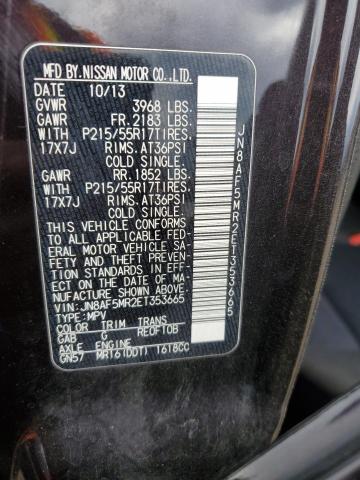 MFD.BY.NISSAN MOTOR CO.,LTD.
DATE 10/13
GVWR 3968 LBS.
GAWR FR.2183 LBS.
WITH P215/55R17TIRES.
17X7J RIMS.AT36PSI
COLD SINGLE.
GAWR RR.1852 LBS.
WITH P215/55R17TIRES.
17X7J RIMS.AT36PSI
COLD SINGLE.
THIS VEHICLE CONFORMS
TO ALL APPLICABLE FED-
ERAL MOTOR VEHICLE SA-
FETY AND THEFT PREVENTION
STANDARDS IN EFF-
ECT ON THE DATE OF MA-
NUFACTURE SHOWN ABOVE.
VIN:JN8AF5MR2ET353665
TYPE:MPV
COLOR TRIM TRANS
GAB G RE0F10B
AXLE ENGINE
GN57 MR16(DDT) 1618CC
JN8AF5MR2ET353665